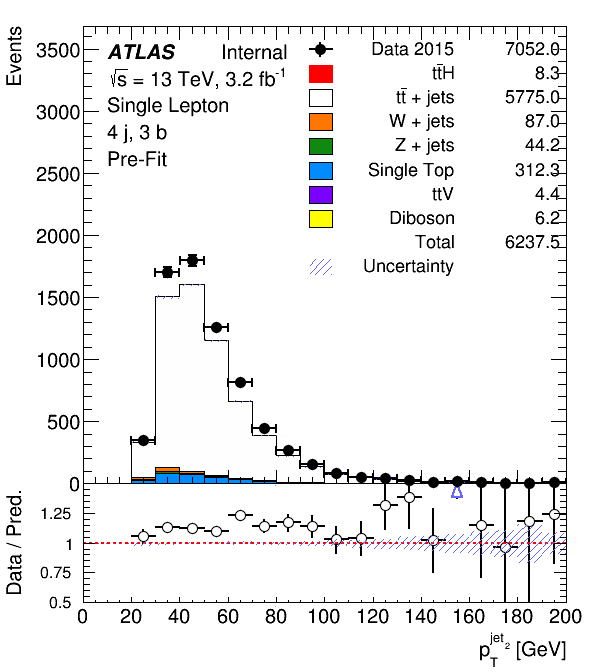 Events
3500
3000
2500
2000
1500
1000
500
0
ATLAS Internal
√s = 13 TeV, 3.2 fb⁻¹
Single Lepton
4 j, 3 b
Pre-Fit
Data 2015 7052.0
tt̄H 8.3
tt̄ + jets 5775.0
W + jets 87.0
Z + jets 44.2
Single Top 312.3
ttV 4.4
Diboson 6.2
Total 6237.5
Uncertainty
Data / Pred.
1.25
1
0.75
0.5
0 20 40 60 80 100 120 140 160 180 200
p_T^jet_2 [GeV]